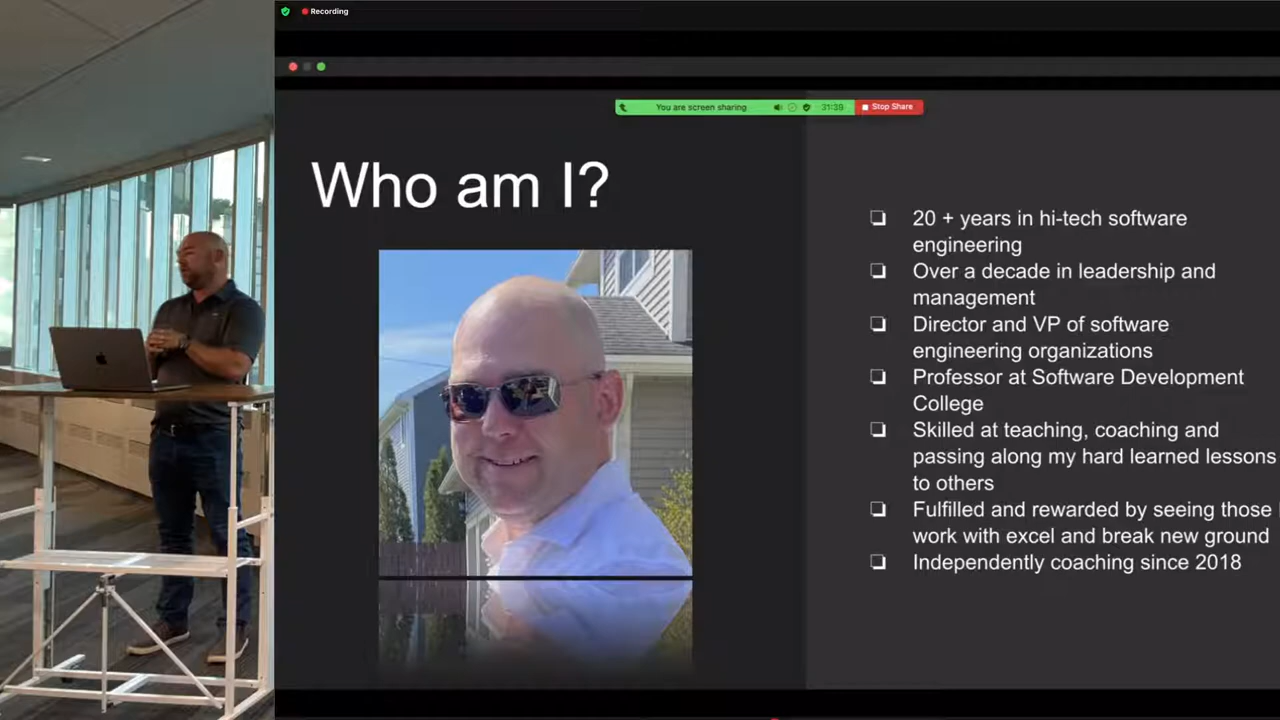 Recording
You are screen sharing
31:39
Stop Share
Who am I?
20 + years in hi-tech software
engineering
Over a decade in leadership and
management
Director and VP of software
engineering organizations
Professor at Software Development
College
Skilled at teaching, coaching and
passing along my hard learned lessons
to others
Fulfilled and rewarded by seeing those I
work with excel and break new ground
Independently coaching since 2018